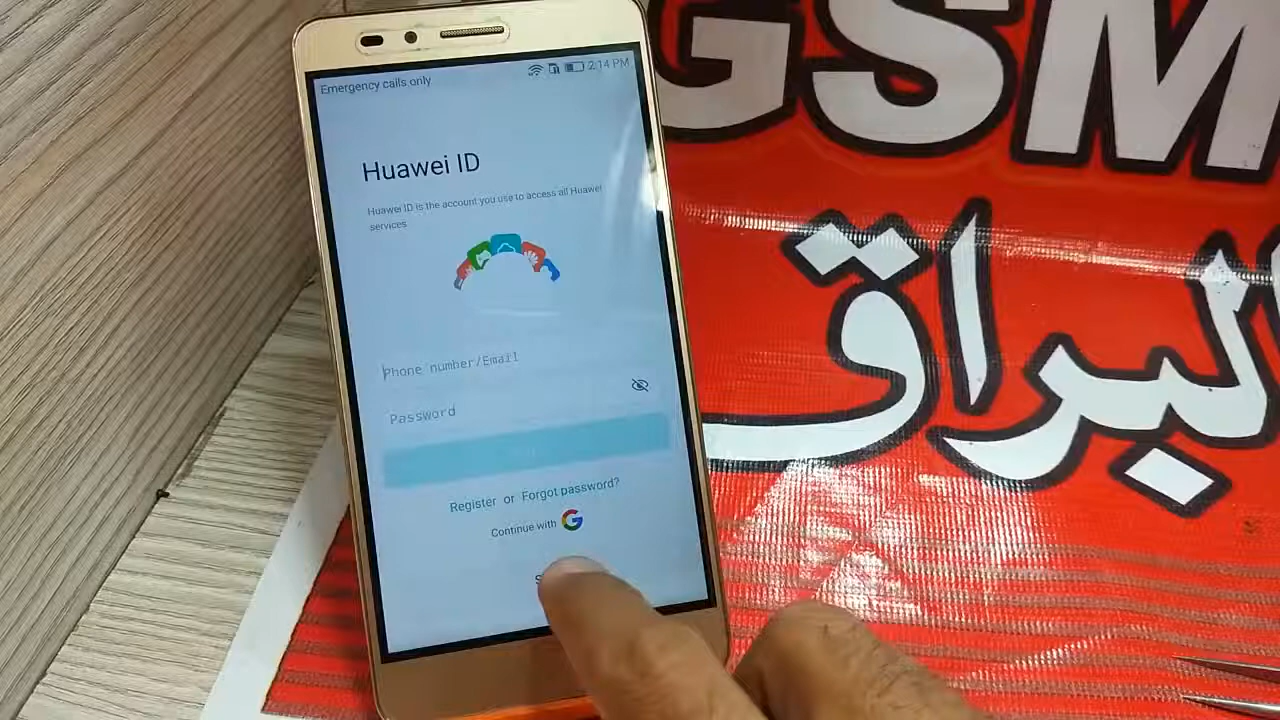 Emergency calls only
2:14 PM
Huawei ID
Huawei ID is the account you use to access all Huawei
services
Phone number/Email
Password
Register or Forgot password?
Continue with
GSM
البراق